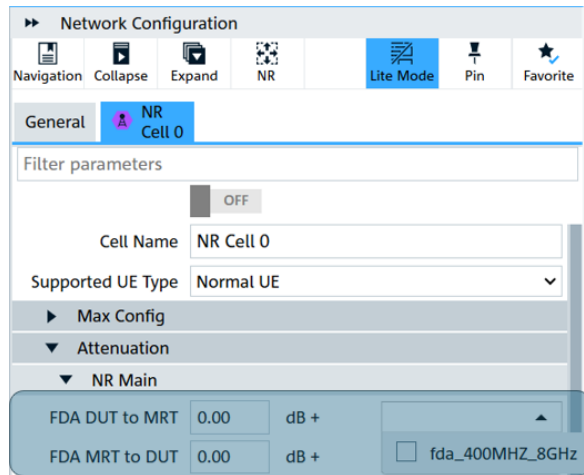 Network Configuration
Navigation Collapse Expand NR Lite Mode Pin Favorite
General NR
Cell 0
Filter parameters
OFF
Cell Name NR Cell 0
Supported UE Type Normal UE
Max Config
Attenuation
NR Main
FDA DUT to MRT 0.00 dB +
FDA MRT to DUT 0.00 dB + fda_400MHZ_8GHz